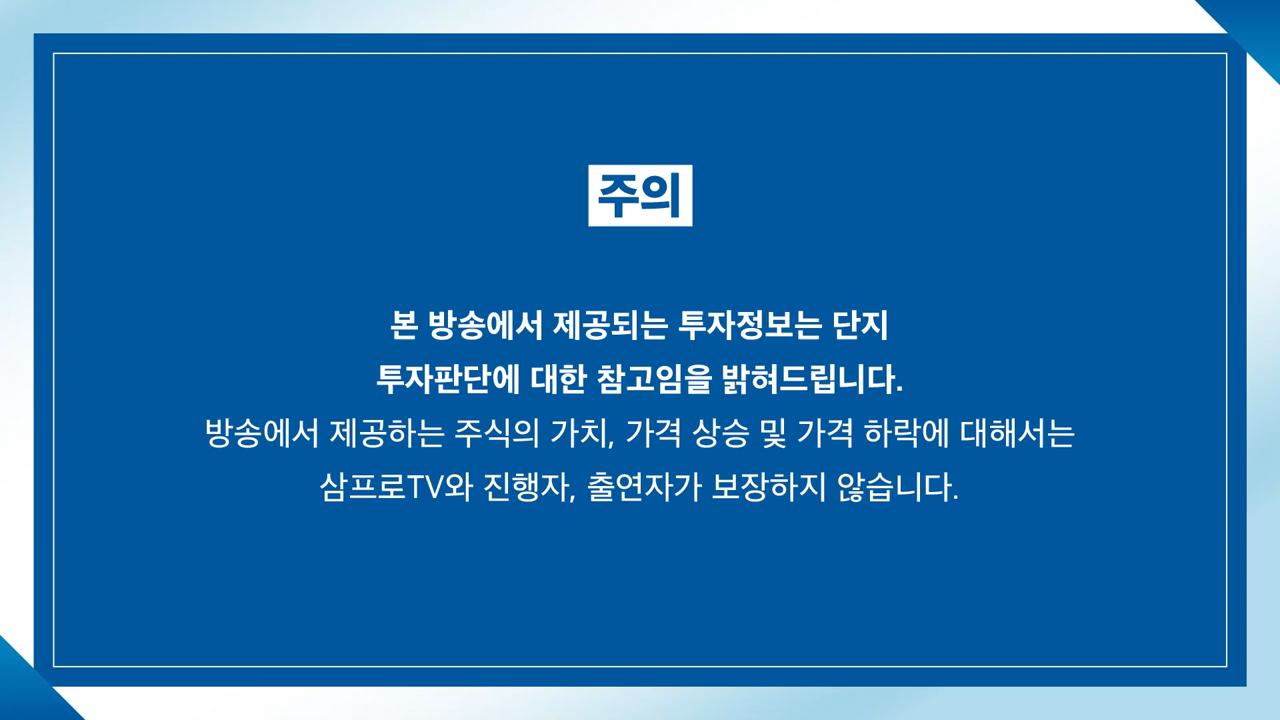 주의
본 방송에서 제공되는 투자정보는 단지
투자판단에 대한 참고임을 밝혀드립니다.
방송에서 제공하는 주식의 가치, 가격 상승 및 가격 하락에 대해서는
삼프로TV와 진행자, 출연자가 보장하지 않습니다.